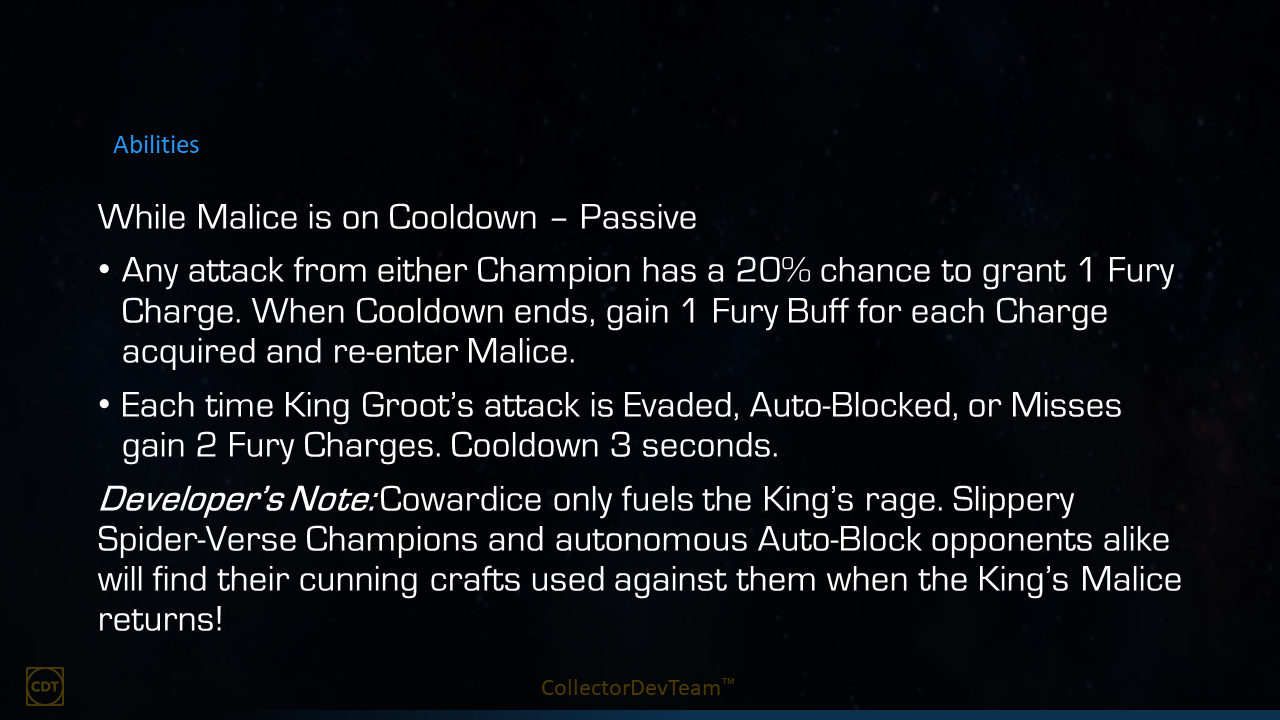 Abilities
While Malice is on Cooldown – Passive
• Any attack from either Champion has a 20% chance to grant 1 Fury
Charge. When Cooldown ends, gain 1 Fury Buff for each Charge
acquired and re-enter Malice.
• Each time King Groot’s attack is Evaded, Auto-Blocked, or Misses
gain 2 Fury Charges. Cooldown 3 seconds.
Developer’s Note: Cowardice only fuels the King’s rage. Slippery
Spider-Verse Champions and autonomous Auto-Block opponents alike
will find their cunning crafts used against them when the King’s Malice
returns!
CDT
CollectorDevTeam™